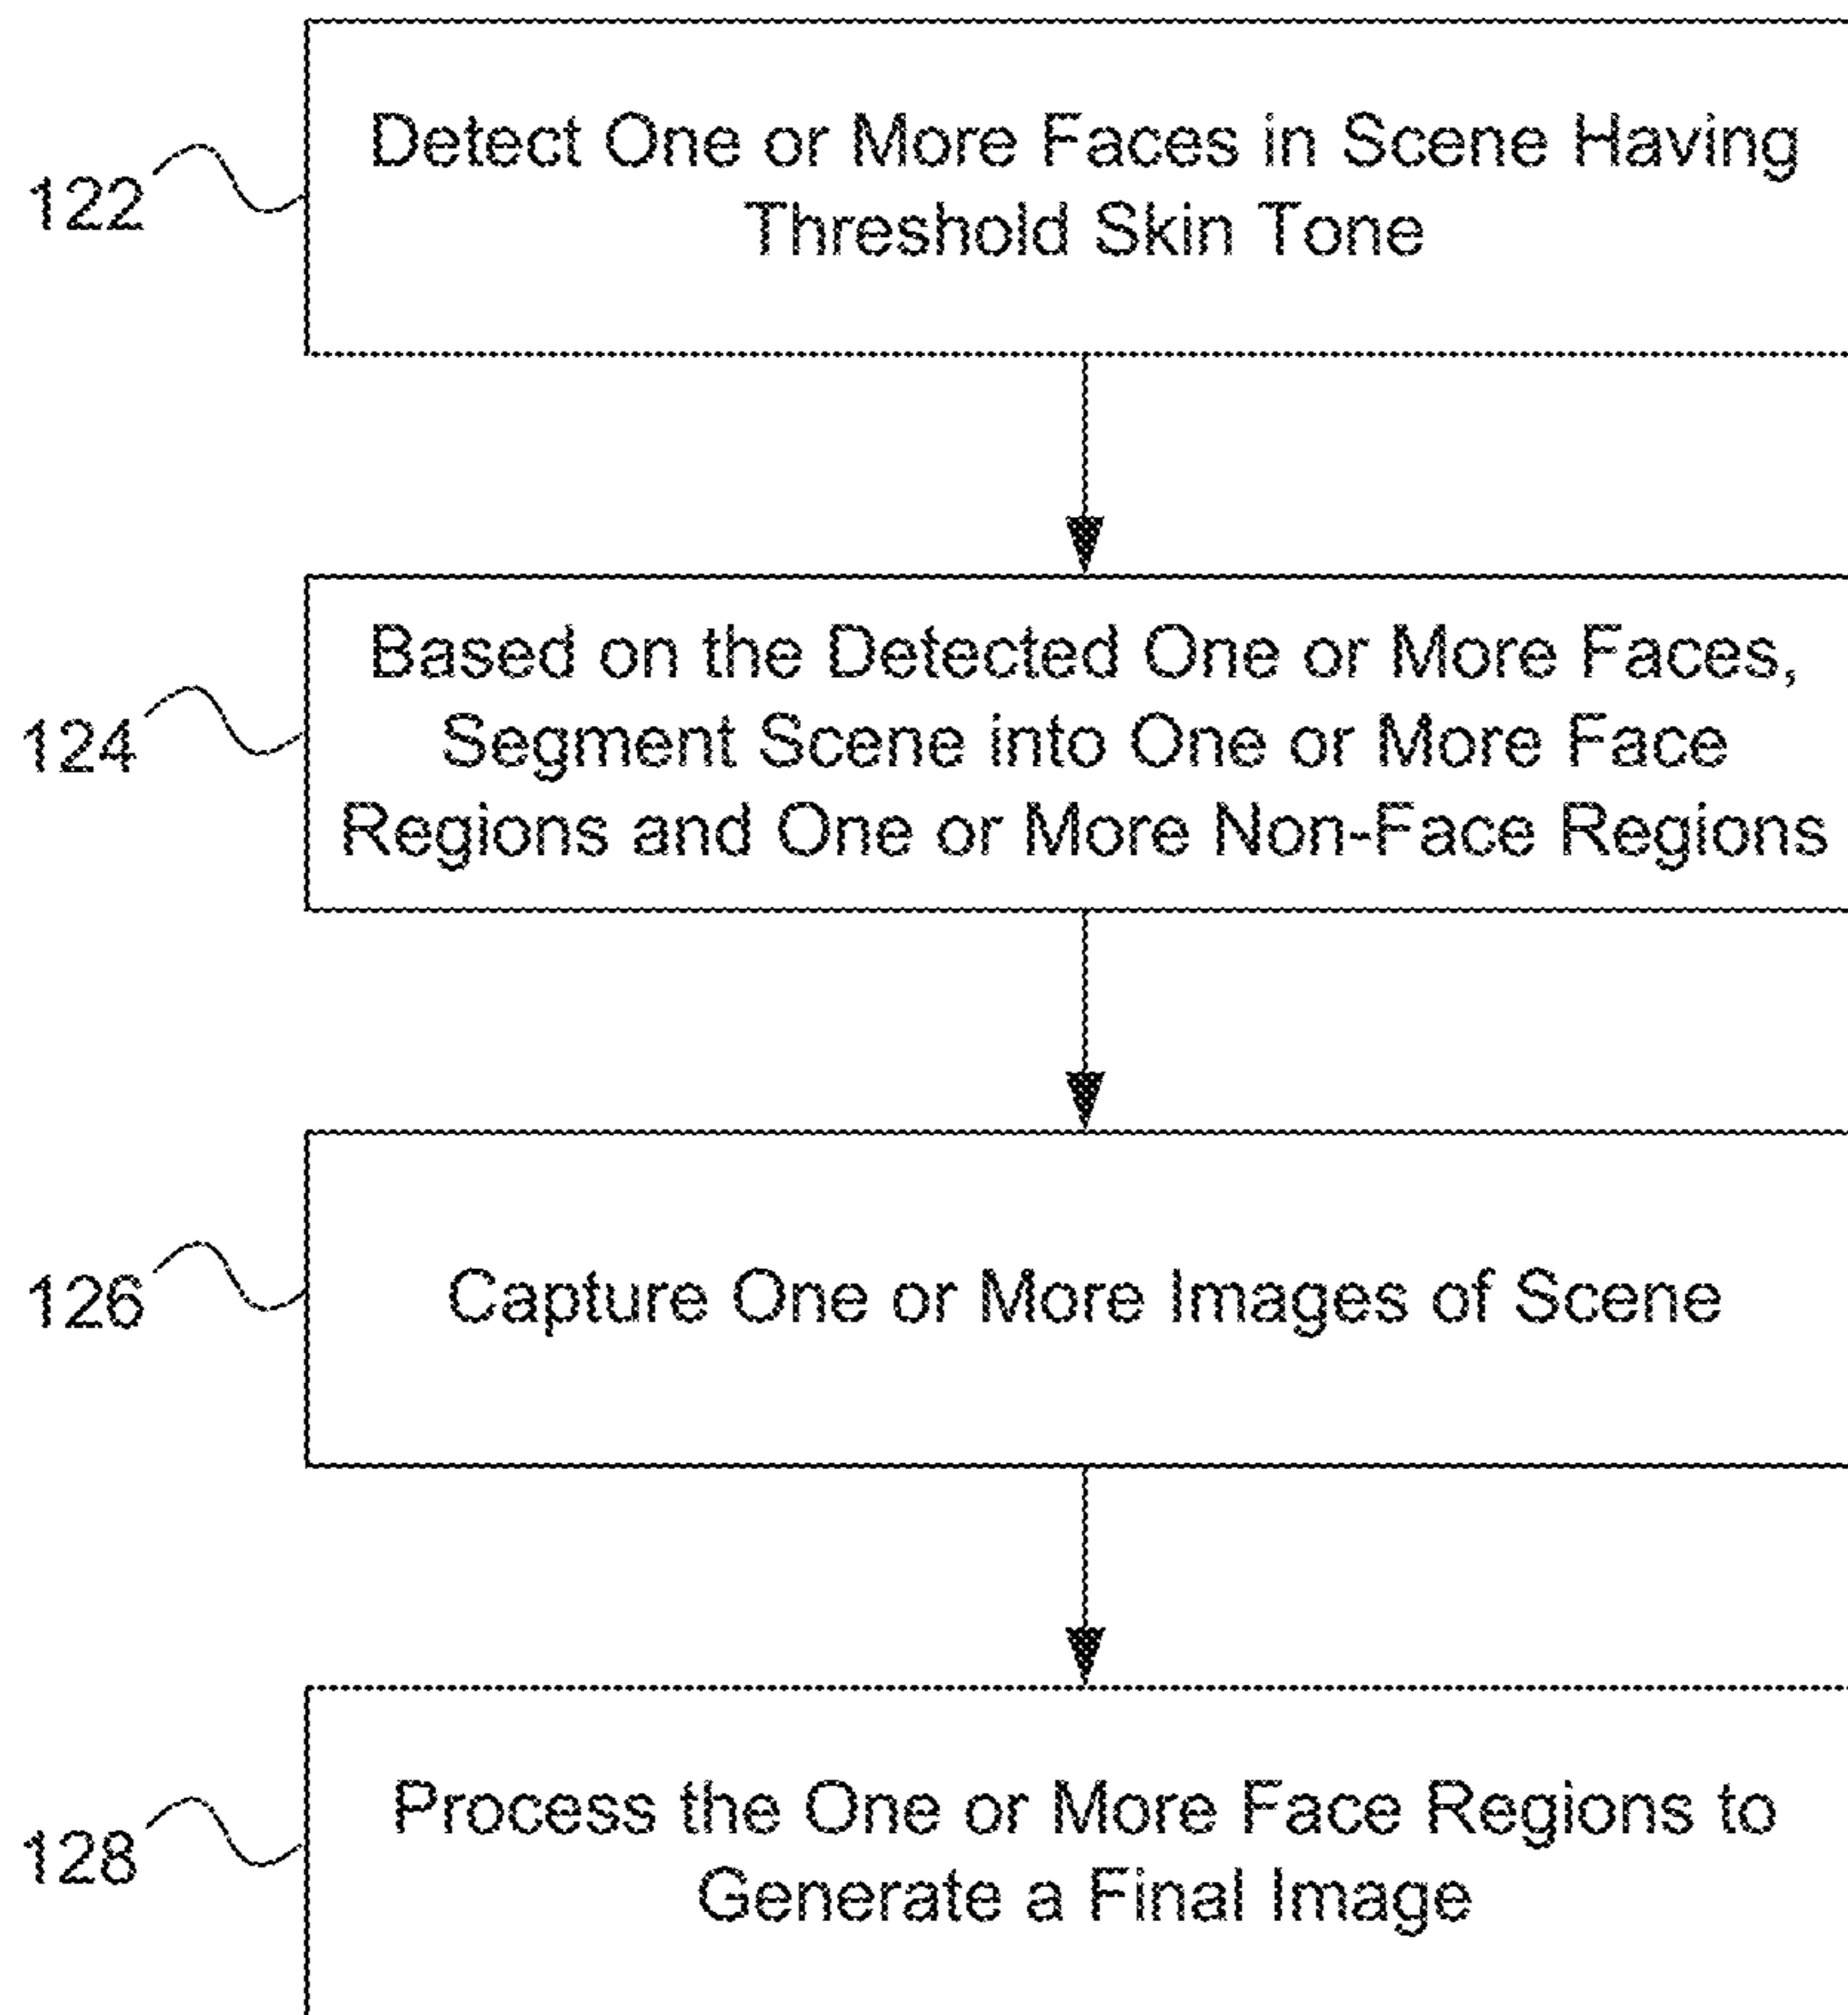 122
Detect One or More Faces in Scene Having
Threshold Skin Tone
124
Based on the Detected One or More Faces,
Segment Scene into One or More Face
Regions and One or More Non-Face Regions
126
Capture One or More Images of Scene
128
Process the One or More Face Regions to
Generate a Final Image